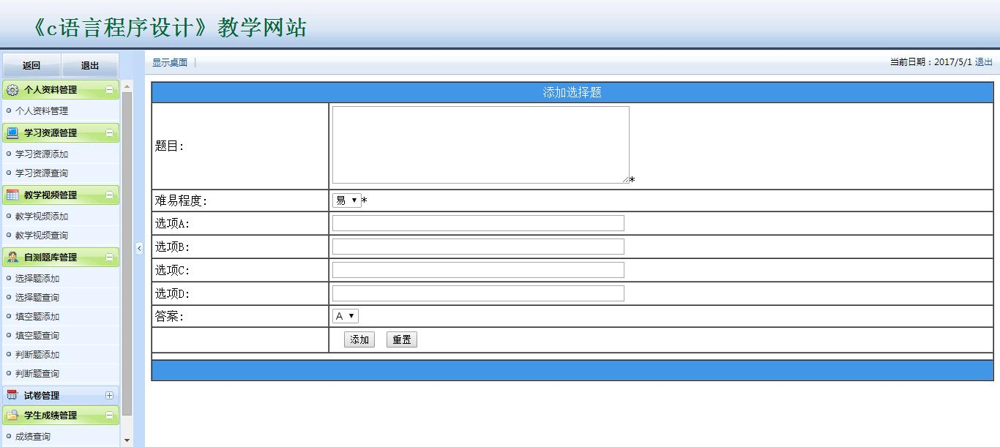 《c语言程序设计》教学网站
返回 退出
个人资料管理
个人资料管理
学习资源管理
学习资源添加
学习资源查询
教学视频管理
教学视频添加
教学视频查询
自测题库管理
选择题添加
选择题查询
填空题添加
填空题查询
判断题添加
判断题查询
试卷管理
学生成绩管理
成绩查询
显示桌面 | 当前日期：2017/5/1 退出
添加选择题
题目:
*
难易程度: 易 *
选项A:
选项B:
选项C:
选项D:
答案: A
添加 重置